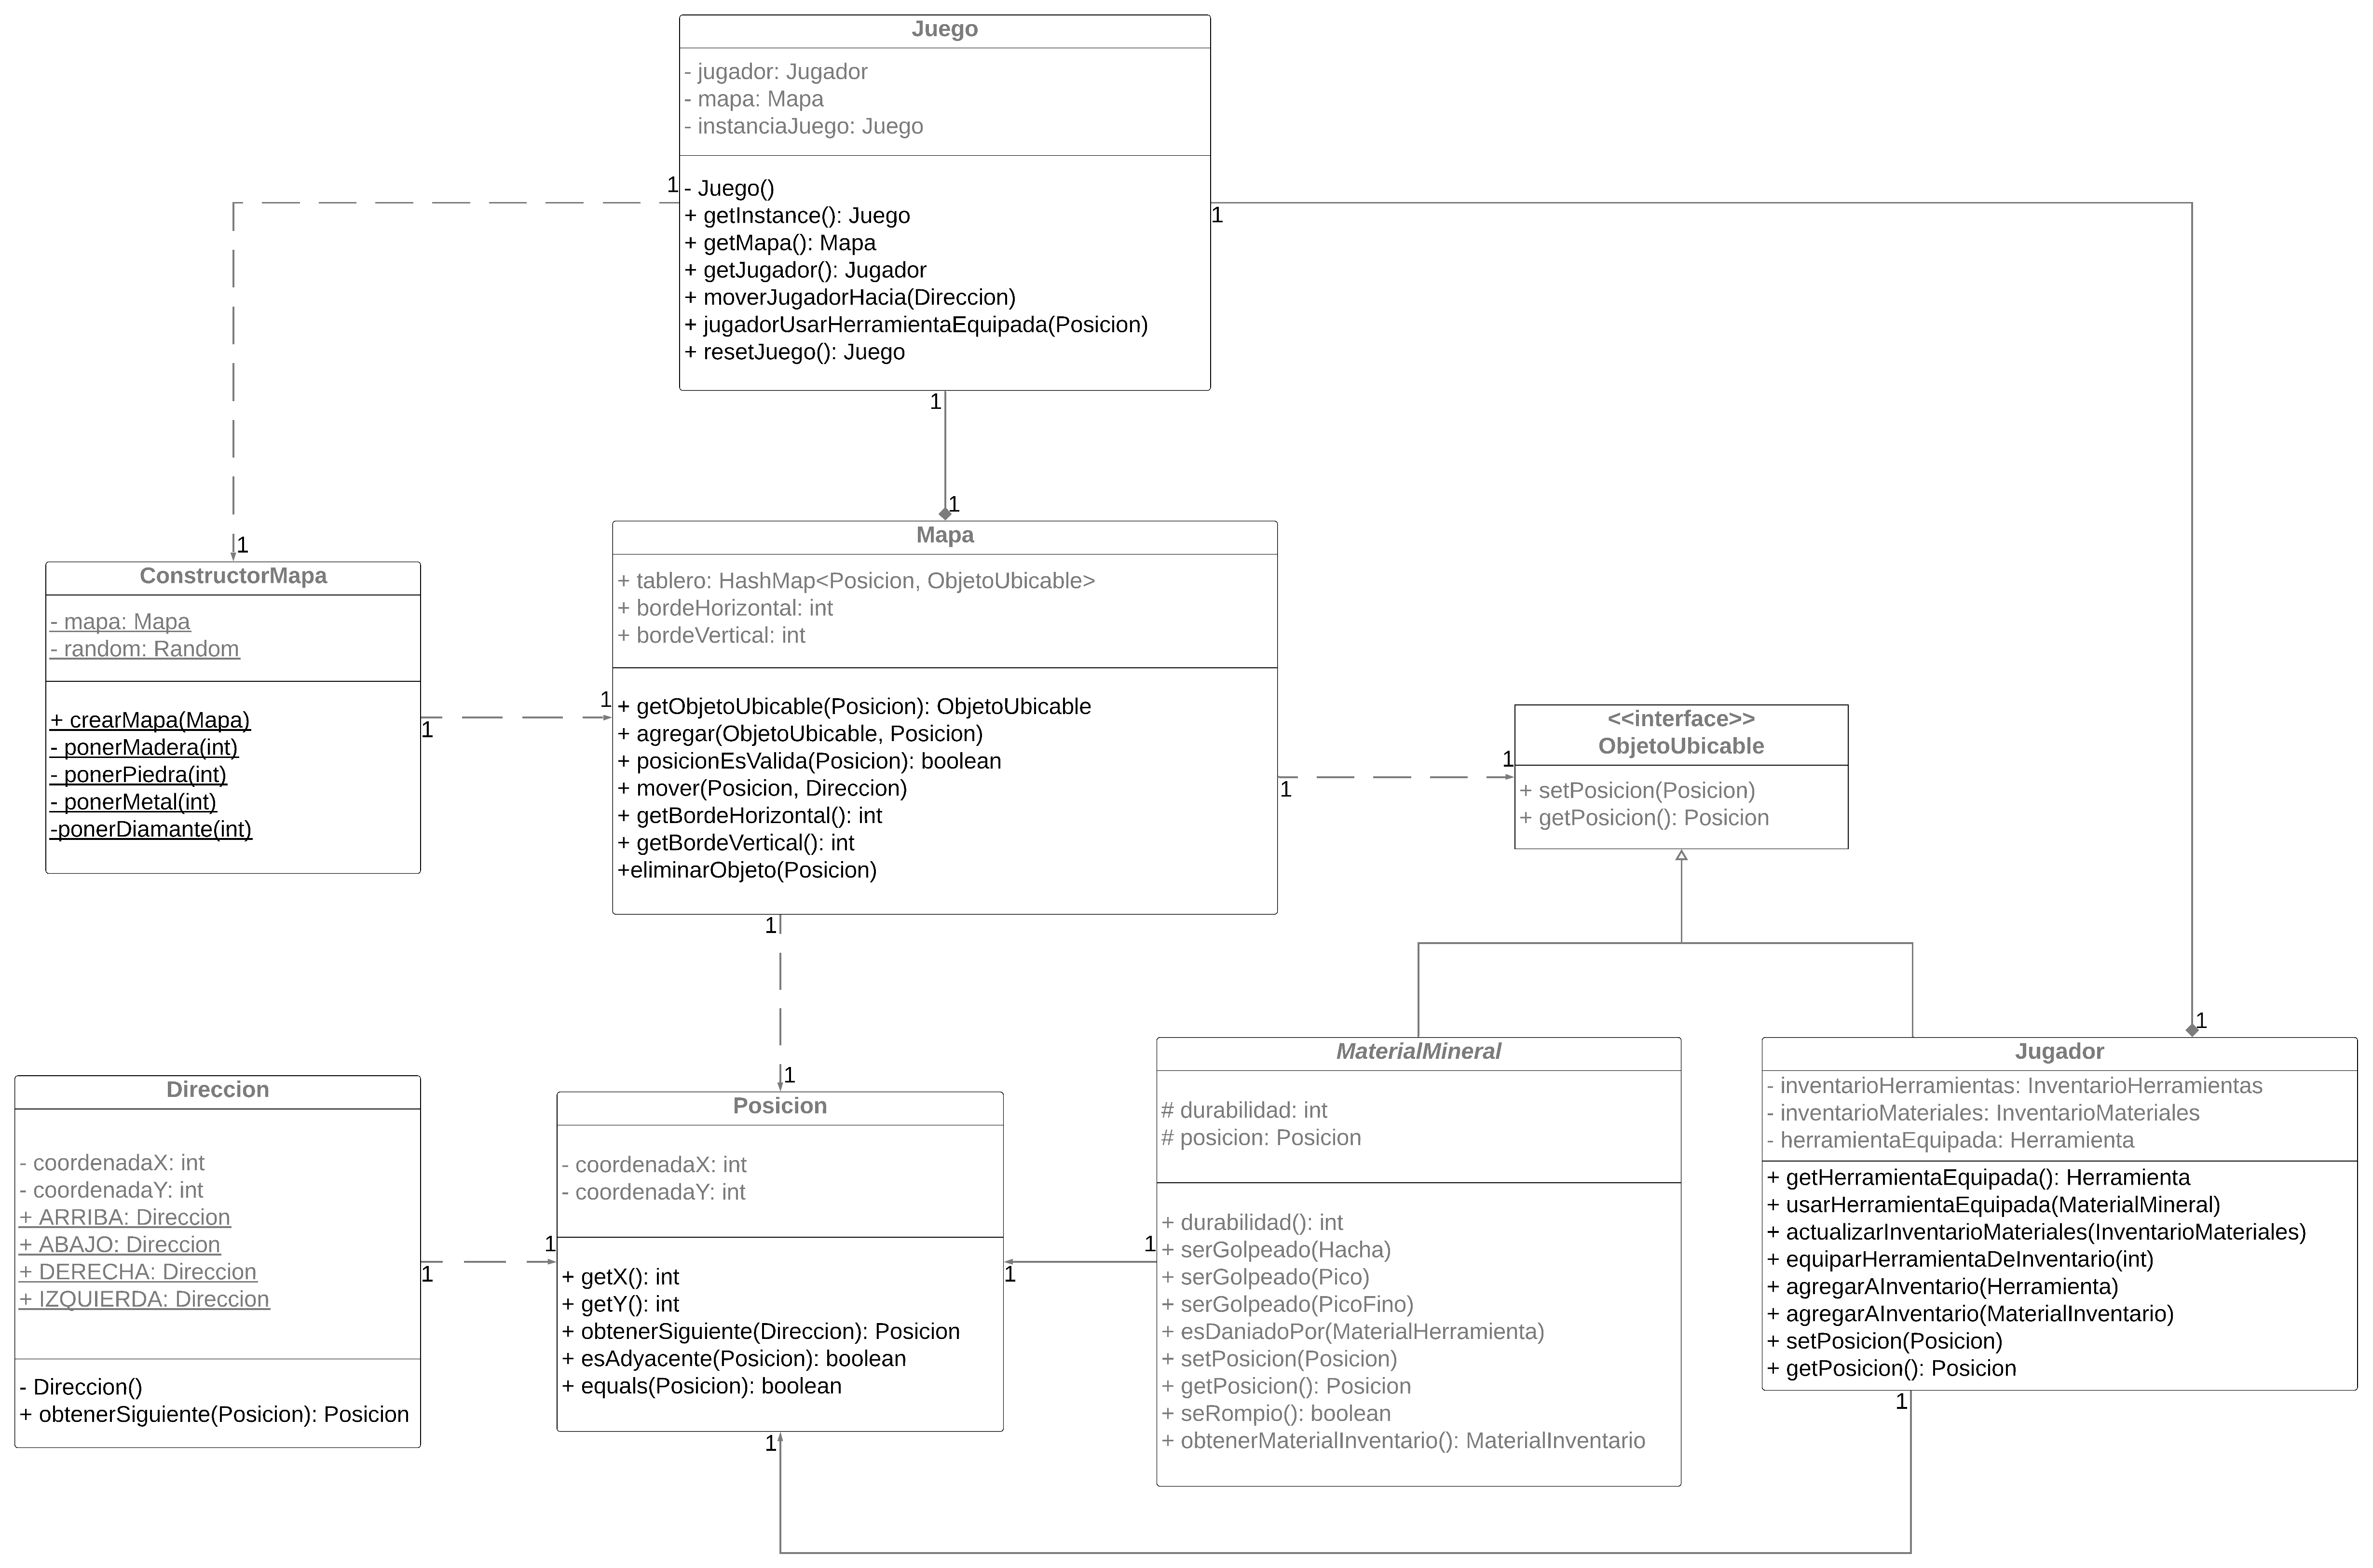 Juego
- jugador: Jugador
- mapa: Mapa
- instanciaJuego: Juego
- Juego()
+ getInstance(): Juego
+ getMapa(): Mapa
+ getJugador(): Jugador
+ moverJugadorHacia(Direccion)
+ jugadorUsarHerramientaEquipada(Posicion)
+ resetJuego(): Juego
1
1
1
1
1
1
ConstructorMapa
- mapa: Mapa
- random: Random
+ crearMapa(Mapa)
- ponerMadera(int)
- ponerPiedra(int)
- ponerMetal(int)
-ponerDiamante(int)
1
1
Mapa
+ tablero: HashMap<Posicion, ObjetoUbicable>
+ bordeHorizontal: int
+ bordeVertical: int
+ getObjetoUbicable(Posicion): ObjetoUbicable
+ agregar(ObjetoUbicable, Posicion)
+ posicionEsValida(Posicion): boolean
+ mover(Posicion, Direccion)
+ getBordeHorizontal(): int
+ getBordeVertical(): int
+eliminarObjeto(Posicion)
1
1
1
1
<<interface>>
ObjetoUbicable
+ setPosicion(Posicion)
+ getPosicion(): Posicion
Direccion
- coordenadaX: int
- coordenadaY: int
+ ARRIBA: Direccion
+ ABAJO: Direccion
+ DERECHA: Direccion
+ IZQUIERDA: Direccion
- Direccion()
+ obtenerSiguiente(Posicion): Posicion
1
1
Posicion
- coordenadaX: int
- coordenadaY: int
+ getX(): int
+ getY(): int
+ obtenerSiguiente(Direccion): Posicion
+ esAdyacente(Posicion): boolean
+ equals(Posicion): boolean
1
1
MaterialMineral
# durabilidad: int
# posicion: Posicion
+ durabilidad(): int
+ serGolpeado(Hacha)
+ serGolpeado(Pico)
+ serGolpeado(PicoFino)
+ esDaniadoPor(MaterialHerramienta)
+ setPosicion(Posicion)
+ getPosicion(): Posicion
+ seRompio(): boolean
+ obtenerMaterialInventario(): MaterialInventario
Jugador
- inventarioHerramientas: InventarioHerramientas
- inventarioMateriales: InventarioMateriales
- herramientaEquipada: Herramienta
+ getHerramientaEquipada(): Herramienta
+ usarHerramientaEquipada(MaterialMineral)
+ actualizarInventarioMateriales(InventarioMateriales)
+ equiparHerramientaDeInventario(int)
+ agregarAInventario(Herramienta)
+ agregarAInventario(MaterialInventario)
+ setPosicion(Posicion)
+ getPosicion(): Posicion
1
1